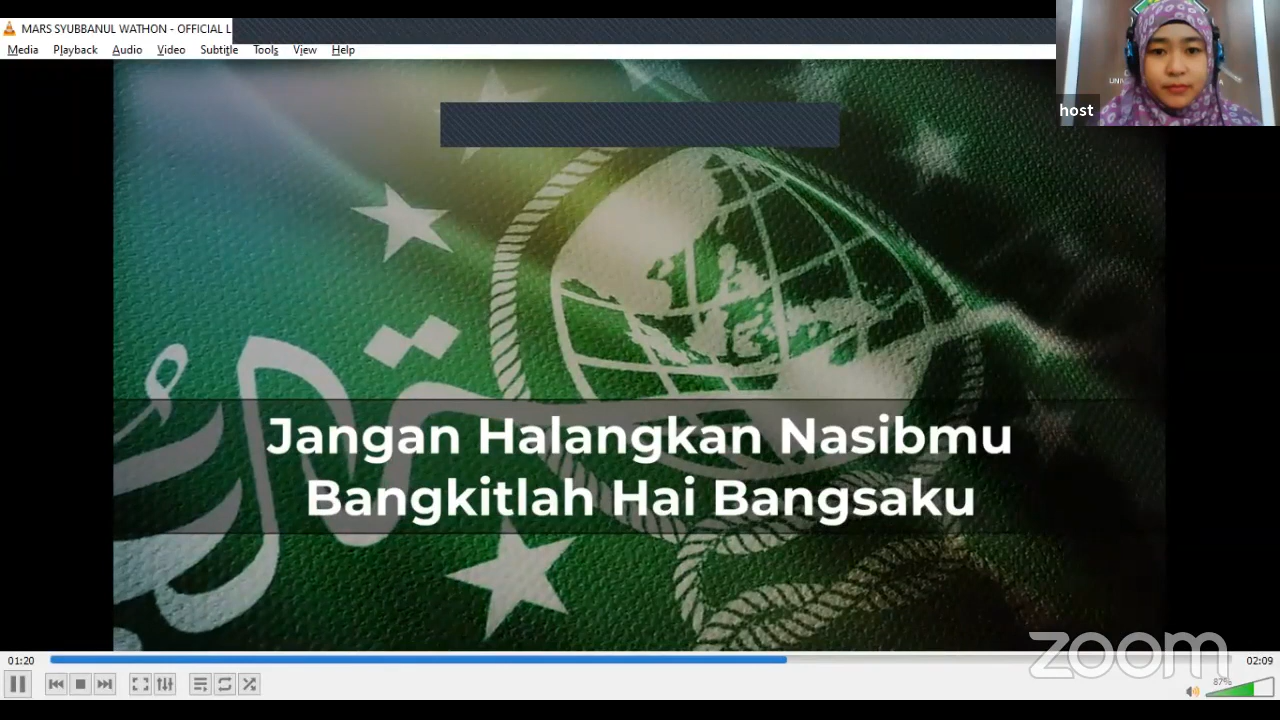 MARS SYUBBANUL WATHON - OFFICIAL L
Media Playback Audio Video Subtitle Tools View Help
host
Jangan Halangkan Nasibmu
Bangkitlah Hai Bangsaku
zoom
01:20
02:09
87%